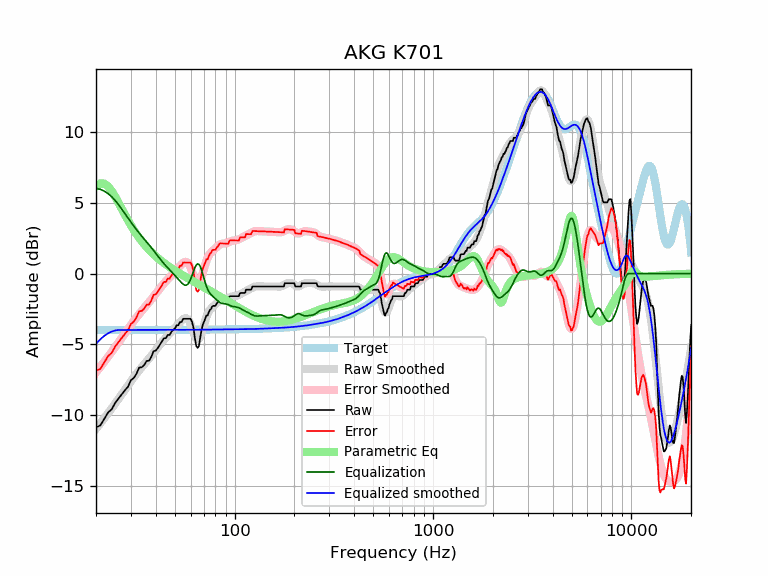 AKG K701
10
5
0
−5
−10
−15
Amplitude (dBr)
Target
Raw Smoothed
Error Smoothed
Raw
Error
Parametric Eq
Equalization
Equalized smoothed
100
1000
10000
Frequency (Hz)